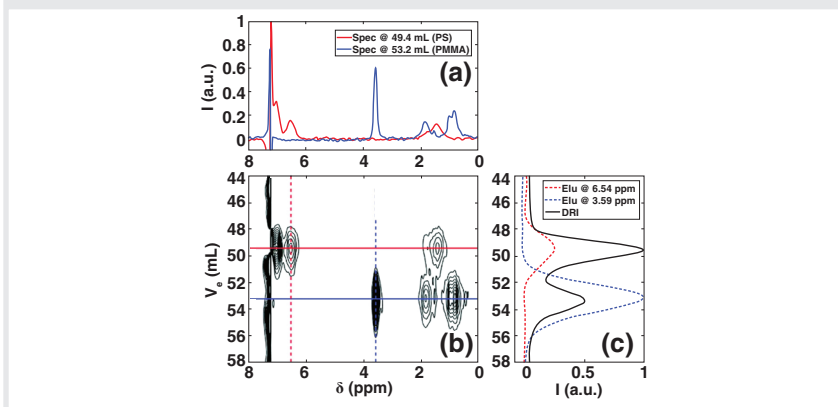 Spec @ 49.4 mL (PS)
Spec @ 53.2 mL (PMMA)
(a)
I (a.u.)
1
0.8
0.6
0.4
0.2
0
8 6 4 2 0
44
46
48
50
52
54
56
58
Ve (mL)
(b)
8 6 4 2 0
δ (ppm)
Elu @ 6.54 ppm
Elu @ 3.59 ppm
DRI
44
46
48
50
52
54
56
58
(c)
0 0.5 1
I (a.u.)